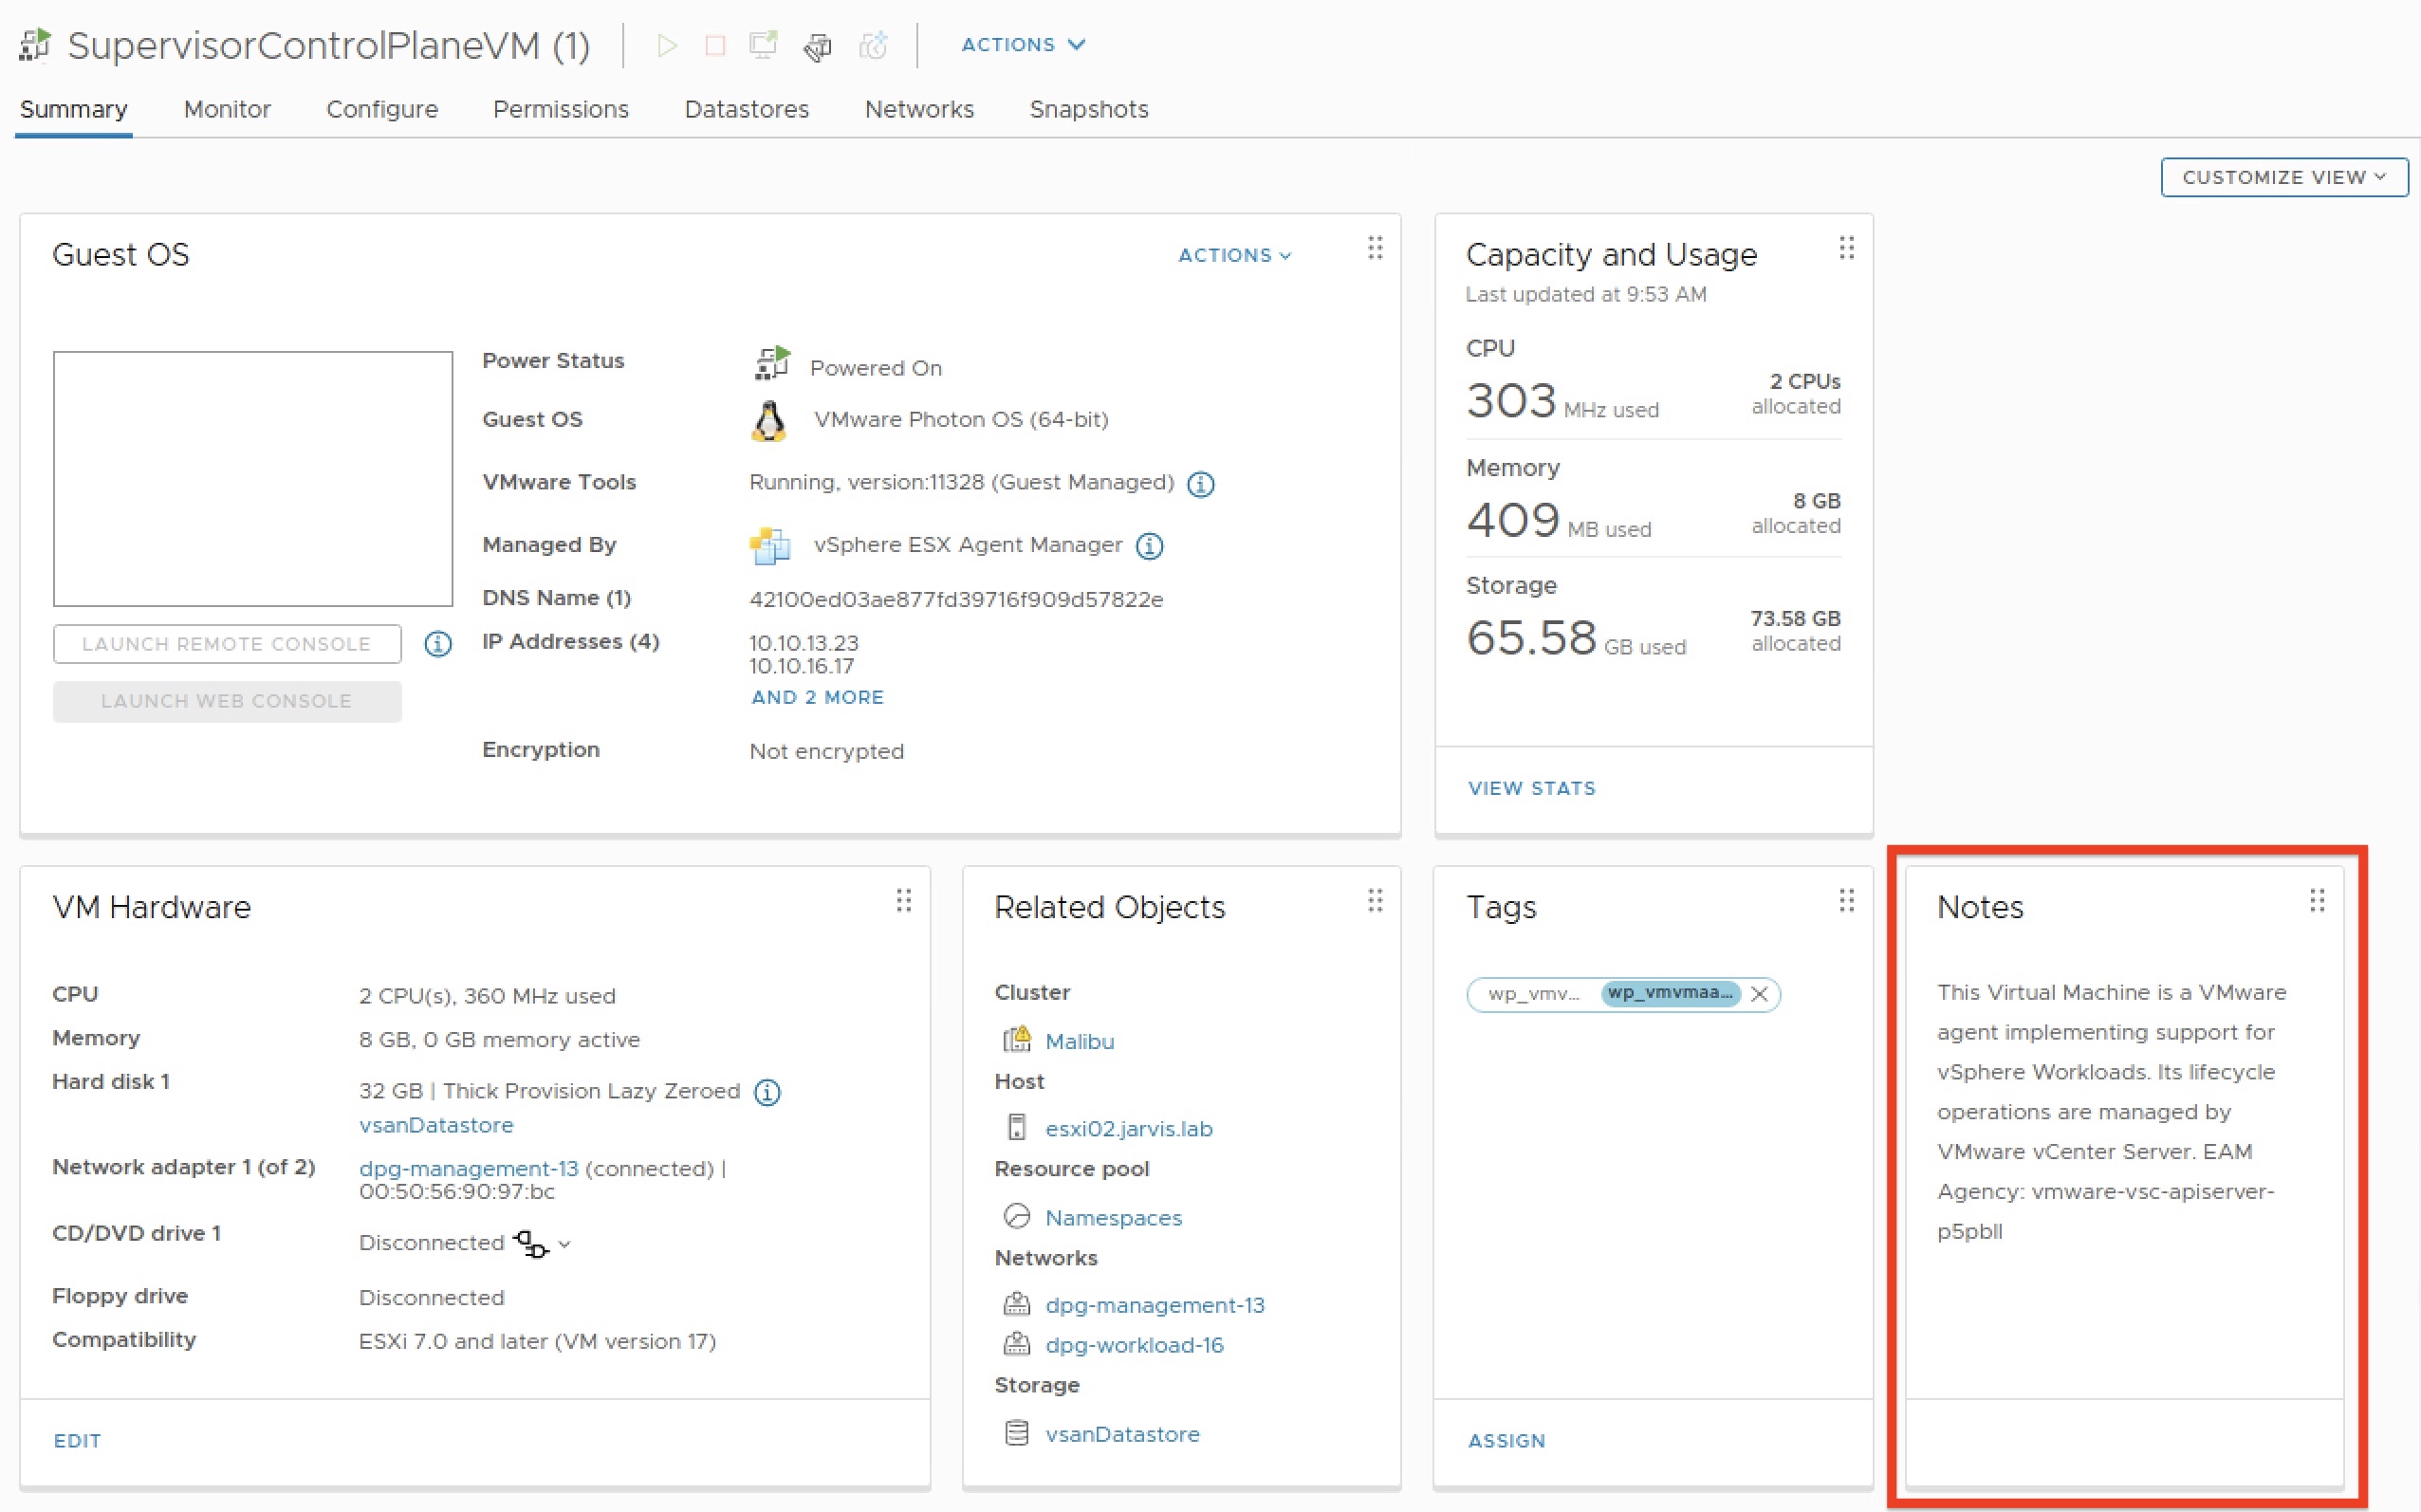 SupervisorControlPlaneVM (1)
ACTIONS
Summary
Monitor
Configure
Permissions
Datastores
Networks
Snapshots
CUSTOMIZE VIEW
Guest OS
ACTIONS
LAUNCH REMOTE CONSOLE
LAUNCH WEB CONSOLE
Power Status
Powered On
Guest OS
VMware Photon OS (64-bit)
VMware Tools
Running, version:11328 (Guest Managed)
Managed By
vSphere ESX Agent Manager
DNS Name (1)
42100ed03ae877fd39716f909d57822e
IP Addresses (4)
10.10.13.23
10.10.16.17
AND 2 MORE
Encryption
Not encrypted
Capacity and Usage
Last updated at 9:53 AM
CPU
303 MHz used
2 CPUs
allocated
Memory
409 MB used
8 GB
allocated
Storage
65.58 GB used
73.58 GB
allocated
VIEW STATS
VM Hardware
CPU
2 CPU(s), 360 MHz used
Memory
8 GB, 0 GB memory active
Hard disk 1
32 GB | Thick Provision Lazy Zeroed
vsanDatastore
Network adapter 1 (of 2)
dpg-management-13 (connected) |
00:50:56:90:97:bc
CD/DVD drive 1
Disconnected
Floppy drive
Disconnected
Compatibility
ESXi 7.0 and later (VM version 17)
EDIT
Related Objects
Cluster
Malibu
Host
esxi02.jarvis.lab
Resource pool
Namespaces
Networks
dpg-management-13
dpg-workload-16
Storage
vsanDatastore
Tags
wp_vmv... wp_vmvmaa...
ASSIGN
Notes
This Virtual Machine is a VMware
agent implementing support for
vSphere Workloads. Its lifecycle
operations are managed by
VMware vCenter Server. EAM
Agency: vmware-vsc-apiserver-
p5pbll